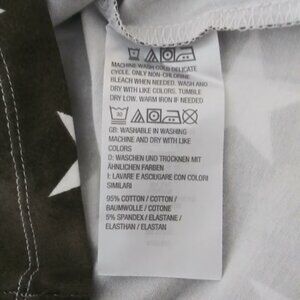 MACHINE WASH COLD DELICATE
CYCLE. ONLY NON-CHLORINE
BLEACH WHEN NEEDED. WASH AND
DRY WITH LIKE COLORS. TUMBLE
DRY LOW. WARM IRON IF NEEDED
30
GB: WASHABLE IN WASHING
MACHINE AND DRY WITH LIKE
COLORS
D: WASCHEN UND TROCKNEN MIT
ÄHNLICHEN FARBEN
I: LAVARE E ASCIUGARE CON COLORI
SIMILARI
95% COTTON / COTTON /
BAUMWOLLE / COTONE
5% SPANDEX / ELASTANE /
ELASTHAN / ELASTAN